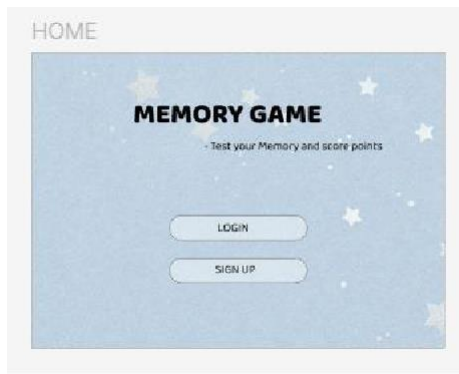 HOME
MEMORY GAME
- Test your Memory and score points
LOGIN
SIGN UP